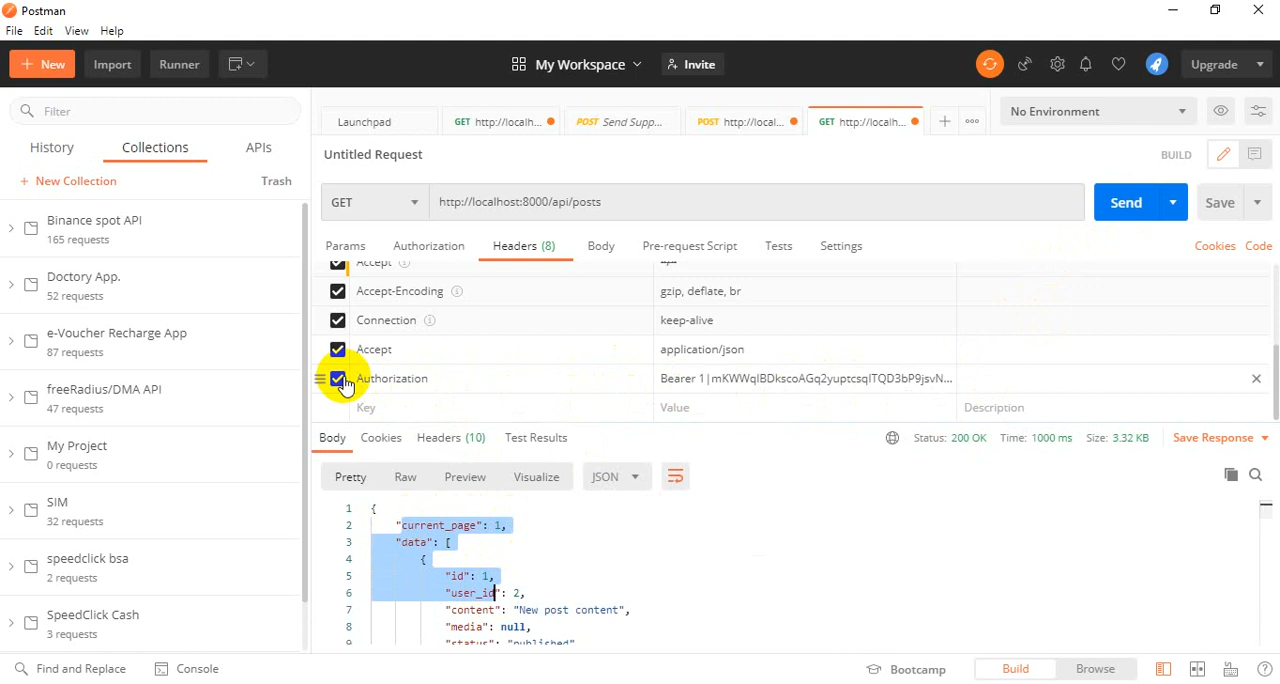 Postman
File Edit View Help
New Import Runner My Workspace Invite Upgrade
Filter
History Collections APIs
+ New Collection Trash
Binance spot API
165 requests
Doctory App.
52 requests
e-Voucher Recharge App
87 requests
freeRadius/DMA API
47 requests
My Project
0 requests
SIM
32 requests
speedclick bsa
2 requests
SpeedClick Cash
3 requests
Launchpad GET http://localh... POST Send Supp... POST http://local... GET http://localh... No Environment
Untitled Request BUILD
GET http://localhost:8000/api/posts Send Save
Params Authorization Headers (8) Body Pre-request Script Tests Settings Cookies Code
Accept
Accept-Encoding gzip, deflate, br
Connection keep-alive
Accept application/json
Authorization Bearer 1|mKWWqIBDkscoAGq2yuptcsqITQD3bP9jsvN...
Key Value Description
Body Cookies Headers (10) Test Results Status: 200 OK Time: 1000 ms Size: 3.32 KB Save Response
Pretty Raw Preview Visualize JSON
1 {
2 "current_page": 1,
3 "data": [
4 {
5 "id": 1,
6 "user_id": 2,
7 "content": "New post content",
8 "media": null,
9 "status": "published"
Find and Replace Console Bootcamp Build Browse